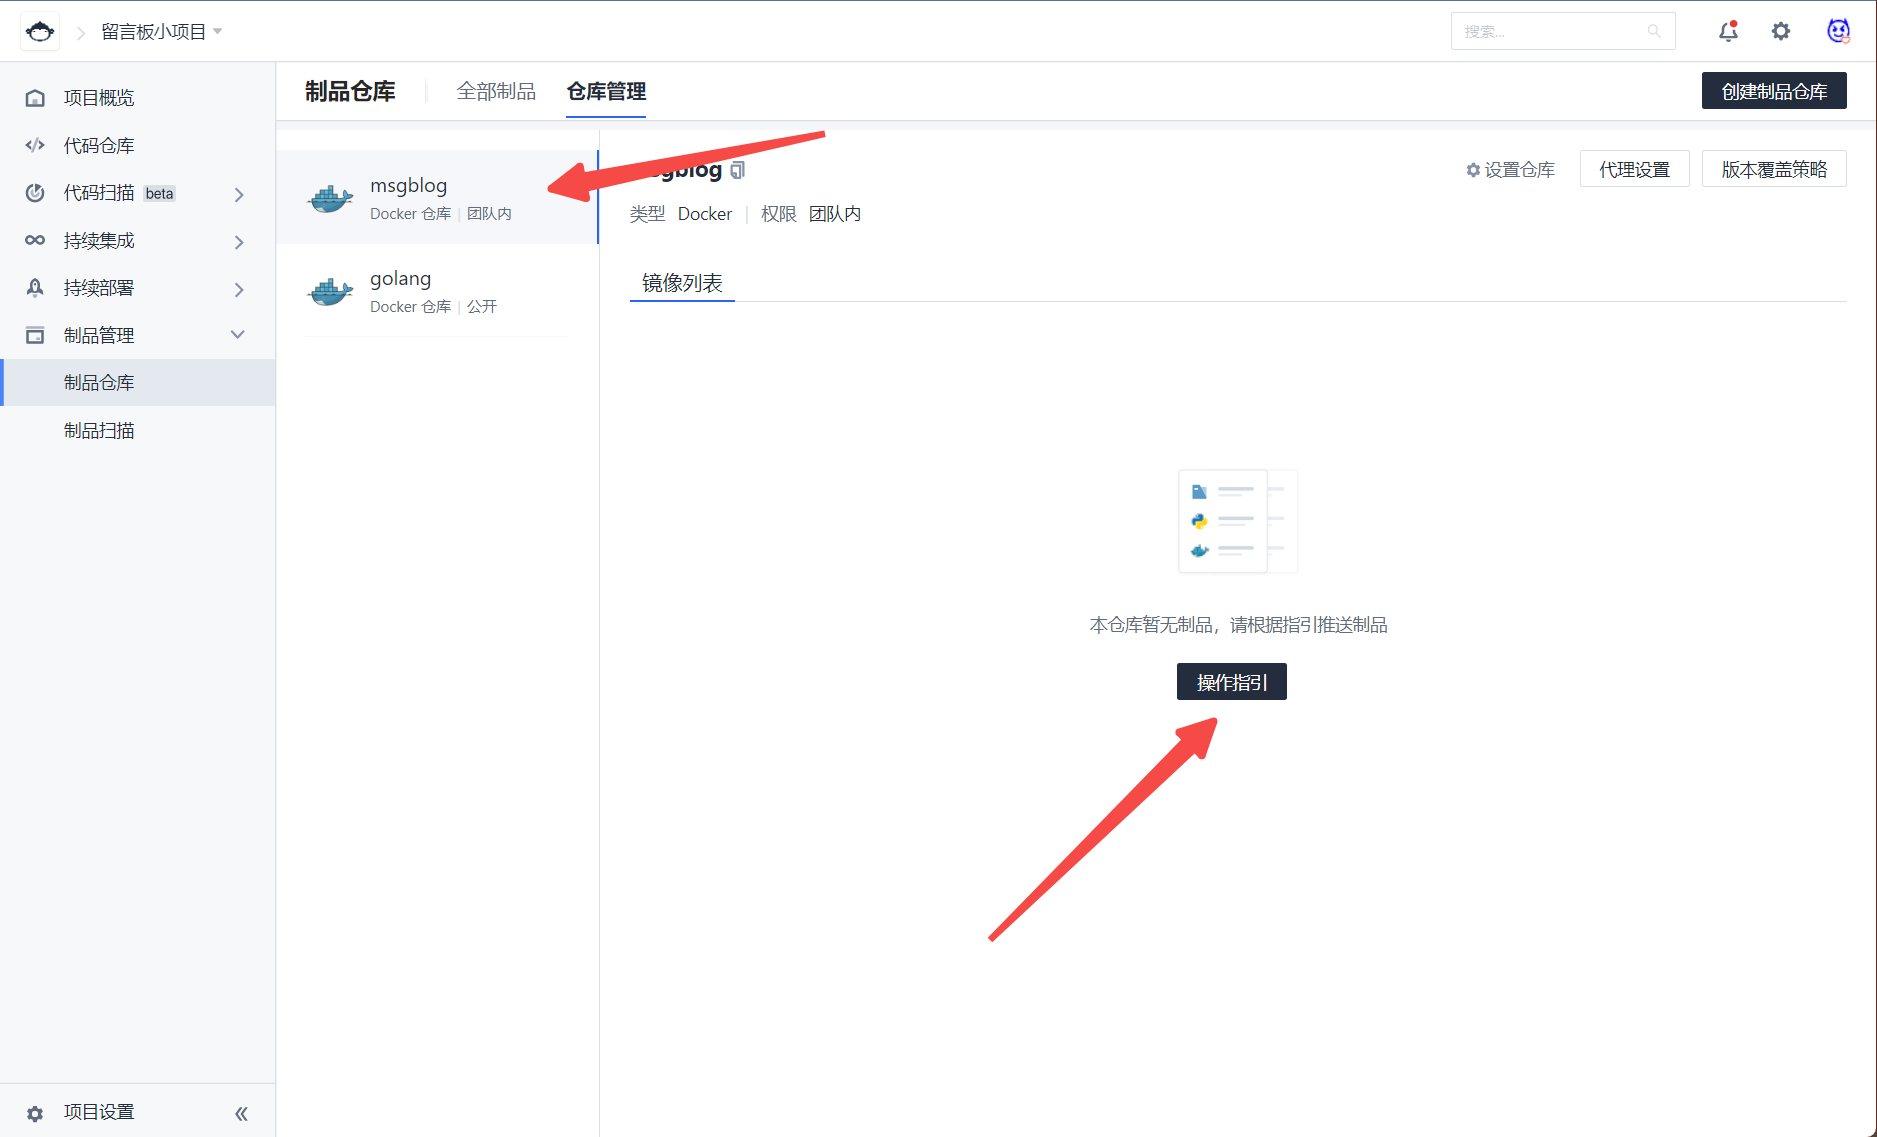 留言板小项目
搜索...
项目概览
代码仓库
代码扫描 beta
持续集成
持续部署
制品管理
制品仓库
制品扫描
项目设置
制品仓库
全部制品
仓库管理
创建制品仓库
msgblog
Docker 仓库 | 团队内
golang
Docker 仓库 | 公开
sgblog
设置仓库
代理设置
版本覆盖策略
类型 Docker | 权限 团队内
镜像列表
本仓库暂无制品，请根据指引推送制品
操作指引